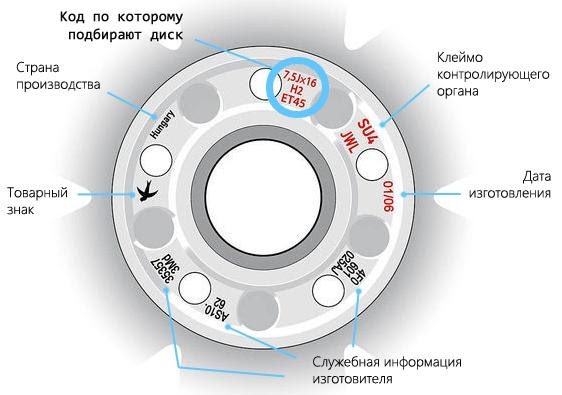 Код по которому
подбирают диск
Клеймо
контролирующего
органа
Страна
производства
7,5Jx16
H2
ET45
Hungary
SU4
JWL
Товарный
знак
01/06
Дата
изготовления
35357
3Md
AS10-
62
4F0
601
025AJ
Служебная информация
изготовителя